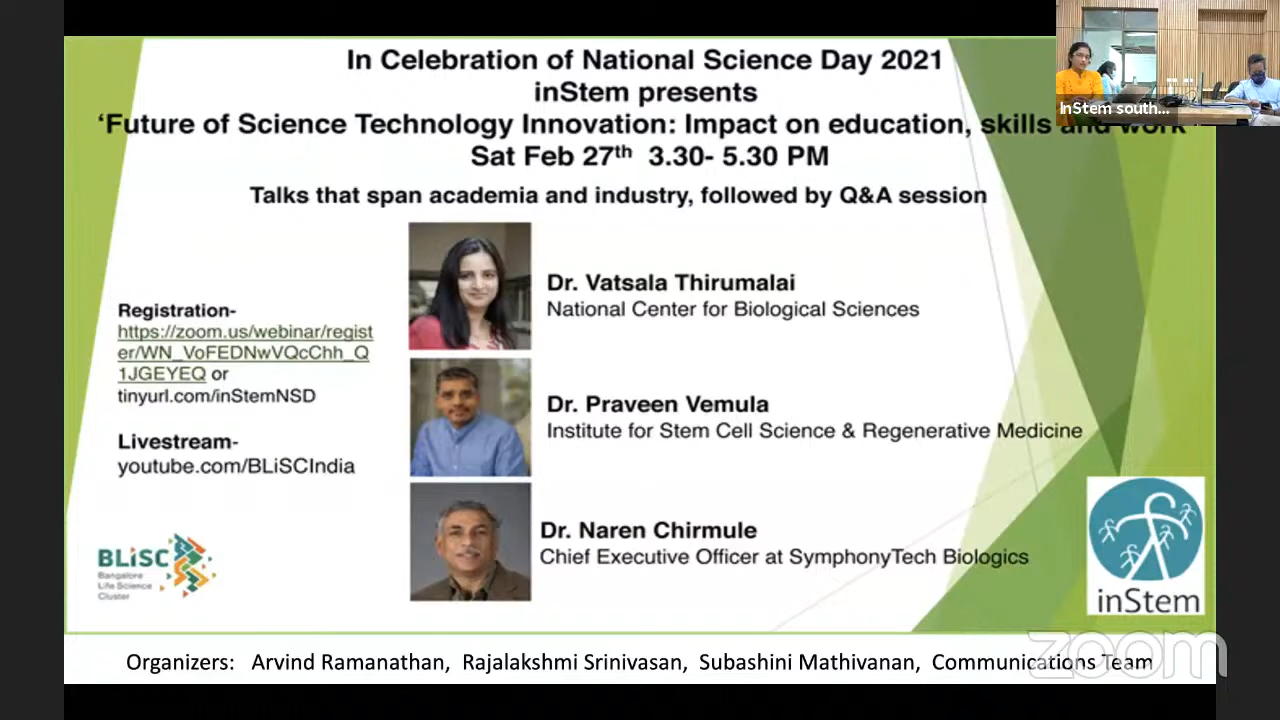 In Celebration of National Science Day 2021
inStem presents
‘Future of Science Technology Innovation: Impact on education, skills and work
Sat Feb 27th 3.30- 5.30 PM
Talks that span academia and industry, followed by Q&A session
InStem south...
Registration-
https://zoom.us/webinar/regist
er/WN_VoFEDNwVQcChh_Q
1JGEYEQ or
tinyurl.com/inStemNSD
Livestream-
youtube.com/BLiSCIndia
Dr. Vatsala Thirumalai
National Center for Biological Sciences
Dr. Praveen Vemula
Institute for Stem Cell Science & Regenerative Medicine
Dr. Naren Chirmule
Chief Executive Officer at SymphonyTech Biologics
BLiSC
Bangalore
Life Science
Cluster
inStem
Organizers: Arvind Ramanathan, Rajalakshmi Srinivasan, Subashini Mathivanan, Communications Team
zoom